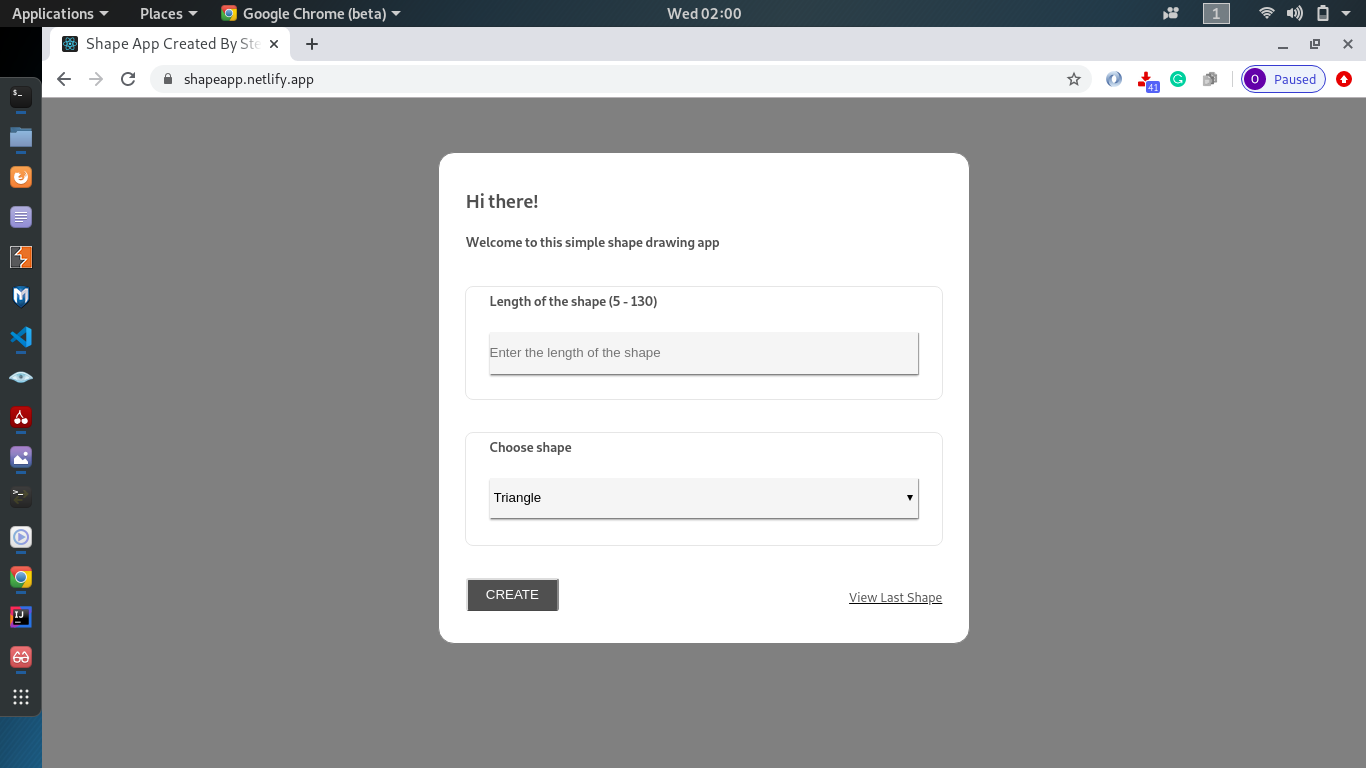 Applications Places Google Chrome (beta) Wed 02:00 1
Shape App Created By Ste
shapeapp.netlify.app 41 O Paused
Hi there!
Welcome to this simple shape drawing app
Length of the shape (5 - 130)
Enter the length of the shape
Choose shape
Triangle
CREATE View Last Shape